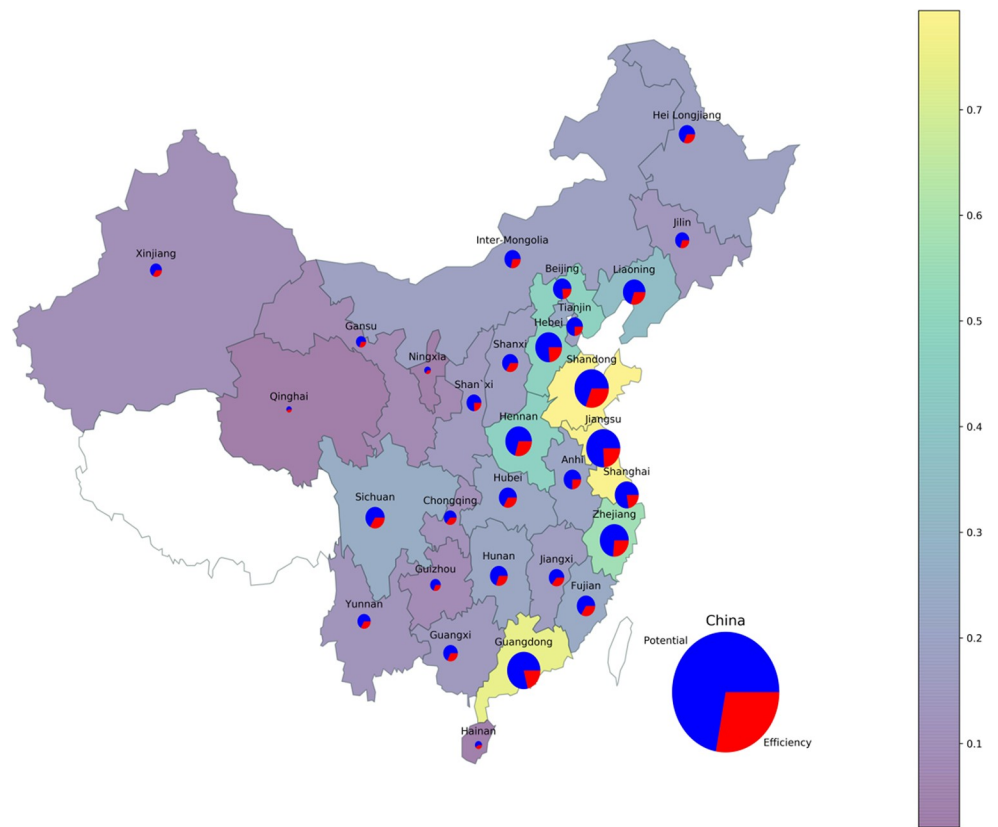 0.7
Hei Longjiang
0.6
Jilin
Inter-Mongolia
Xinjiang
Beijing
Liaoning
0.5
Tianjin
Gansu
Hebei
Shanxi
Ningxia
Shandong
Shan`xi
0.4
Qinghai
Hennan
Jiangsu
Anhi
Shanghai
Hubei
Sichuan
Chongqing
Zhejiang
0.3
Hunan
Jiangxi
Guizhou
Fujian
Yunnan
China
Guangxi
Guangdong
Potential
0.2
Hainan
Efficiency
0.1